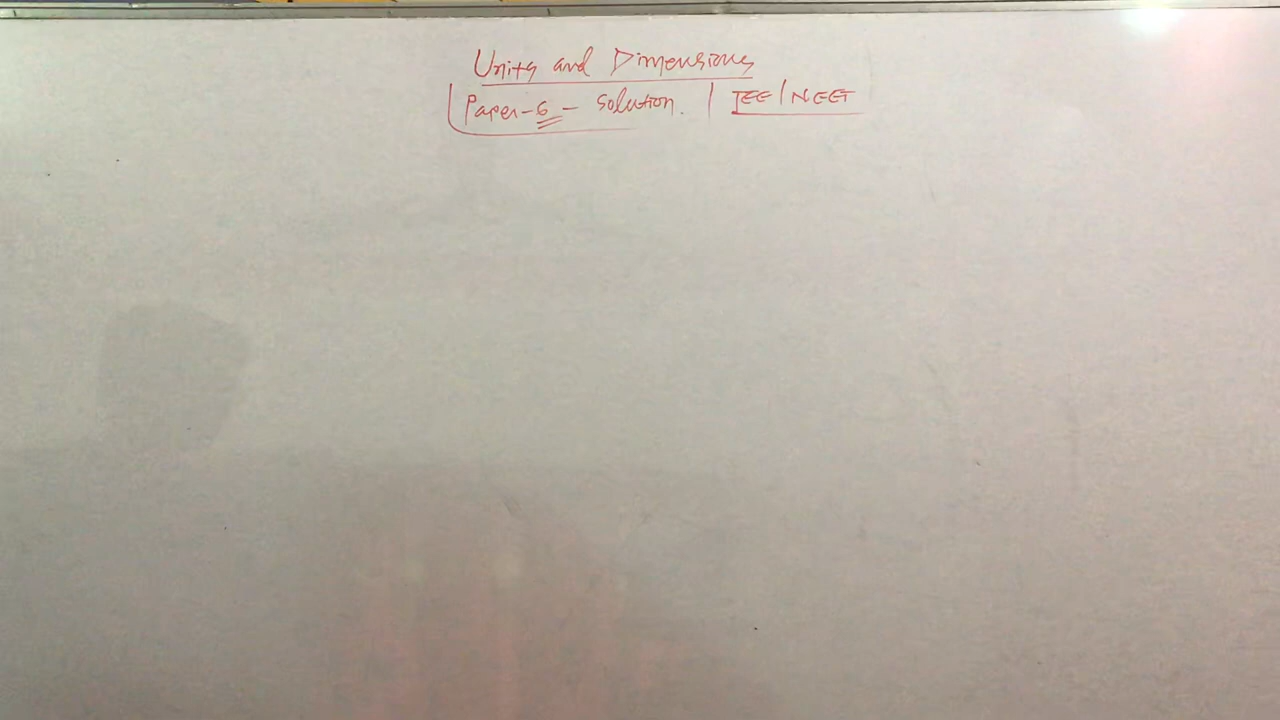 Units and Dimensions
Paper-6- Solution. | JEE/NEET